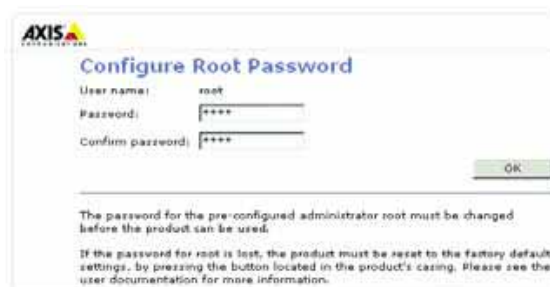 AXIS
COMMUNICATIONS
Configure Root Password
User name: root
Password: ****
Confirm password: ****
OK
The password for the pre-configured administrator root must be changed
before the product can be used.
If the password for root is lost, the product must be reset to the factory default
settings, by pressing the button located in the product's casing. Please see the
user documentation for more information.